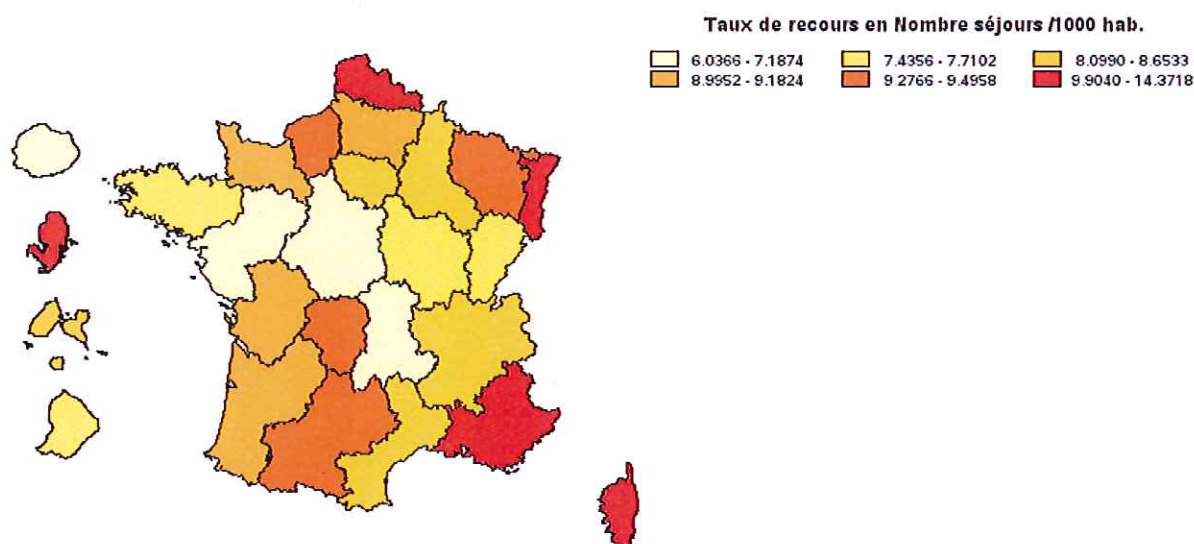 Taux de recours en Nombre séjours /1000 hab.
6.0366 - 7.1874 7.4356 - 7.7102 8.0990 - 8.6533
8.9952 - 9.1824 9.2766 - 9.4958 9.9040 - 14.3718